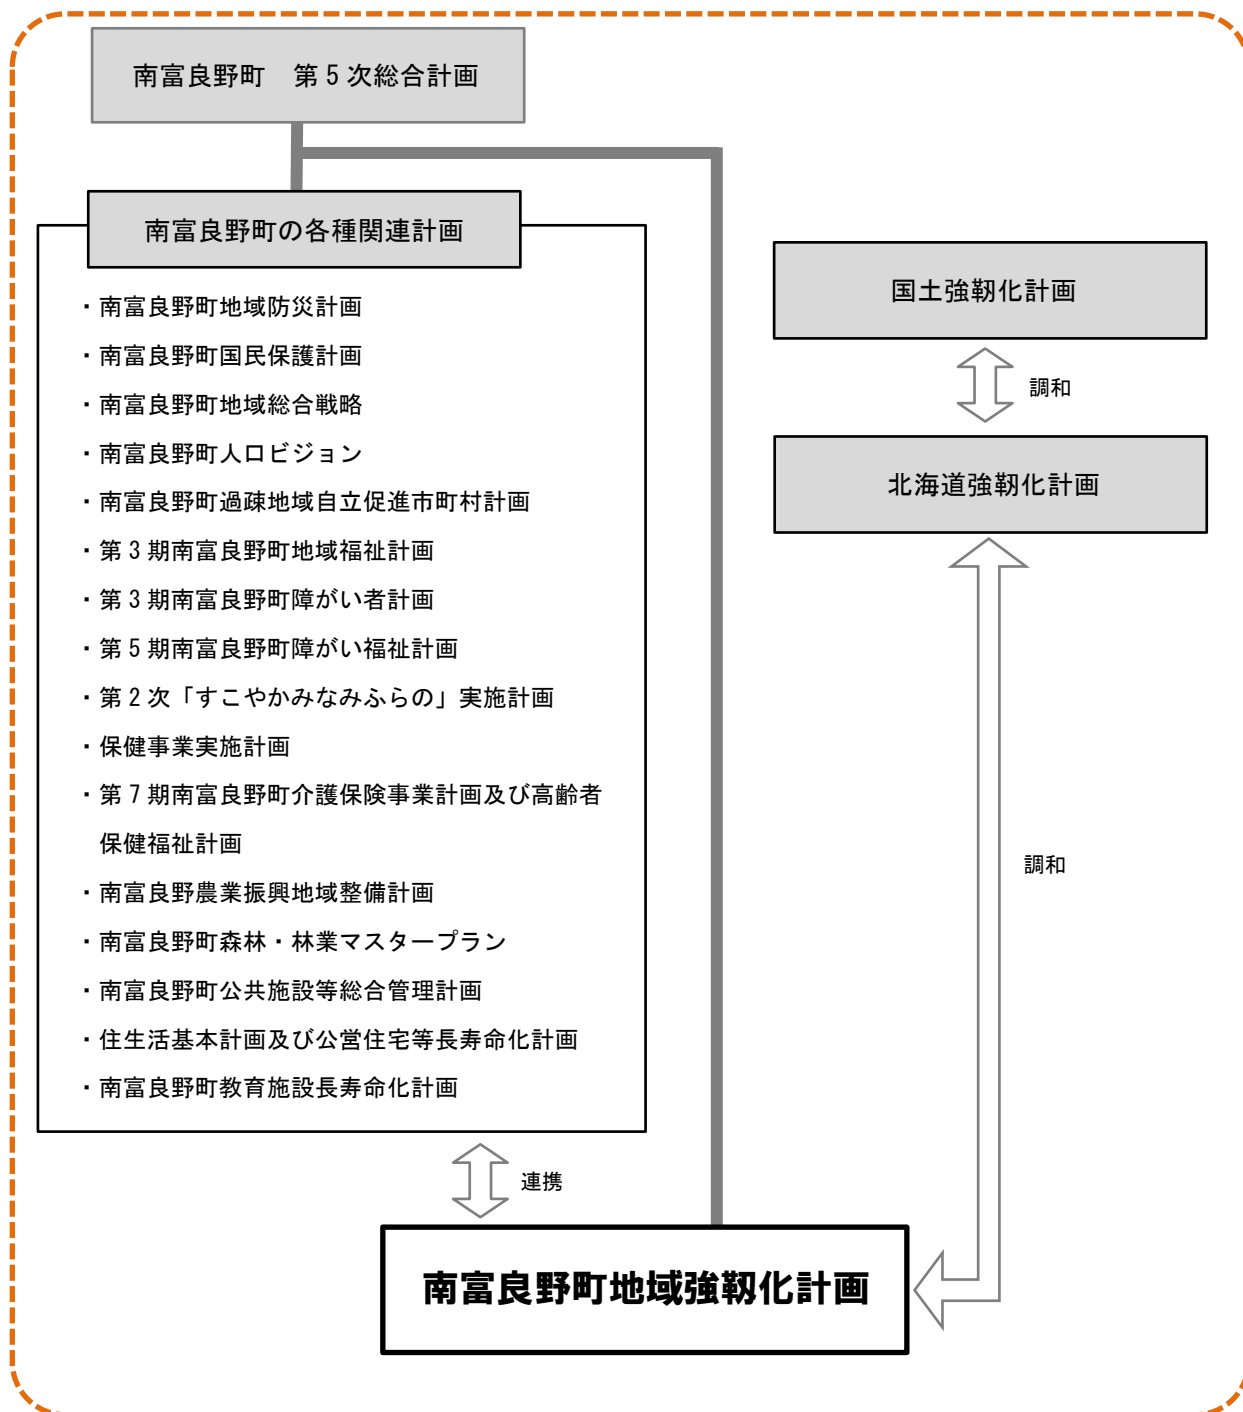 南富良野町　第５次総合計画
南富良野町の各種関連計画
・南富良野町地域防災計画
・南富良野町国民保護計画
・南富良野町地域総合戦略
・南富良野町人口ビジョン
・南富良野町過疎地域自立促進市町村計画
・第３期南富良野町地域福祉計画
・第３期南富良野町障がい者計画
・第５期南富良野町障がい福祉計画
・第２次「すこやかみなみふらの」実施計画
・保健事業実施計画
・第７期南富良野町介護保険事業計画及び高齢者
保健福祉計画
・南富良野農業振興地域整備計画
・南富良野町森林・林業マスタープラン
・南富良野町公共施設等総合管理計画
・住生活基本計画及び公営住宅等長寿命化計画
・南富良野町教育施設長寿命化計画
国土強靭化計画
調和
北海道強靭化計画
調和
連携
南富良野町地域強靭化計画